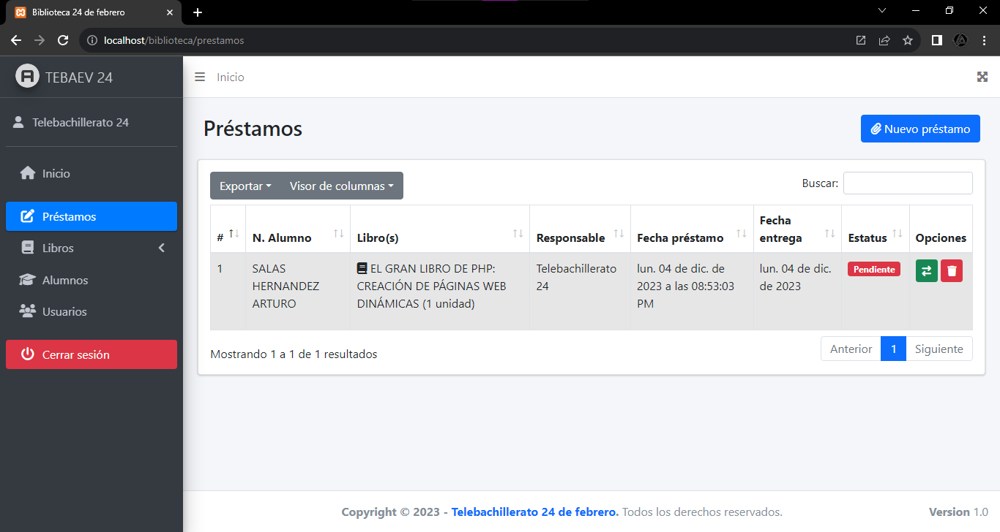 Biblioteca 24 de febrero
localhost/biblioteca/prestamos
TEBAEV 24
Inicio
Telebachillerato 24
Inicio
Préstamos
Libros
Alumnos
Usuarios
Cerrar sesión
Préstamos
Nuevo préstamo
Exportar
Visor de columnas
Buscar:
#
N. Alumno
Libro(s)
Responsable
Fecha préstamo
Fecha
entrega
Estatus
Opciones
1
SALAS
HERNANDEZ
ARTURO
EL GRAN LIBRO DE PHP:
CREACIÓN DE PÁGINAS WEB
DINÁMICAS (1 unidad)
Telebachillerato
24
lun. 04 de dic. de
2023 a las 08:53:03
PM
lun. 04 de dic.
de 2023
Pendiente
Mostrando 1 a 1 de 1 resultados
Anterior
1
Siguiente
Copyright © 2023 - Telebachillerato 24 de febrero. Todos los derechos reservados.
Version 1.0